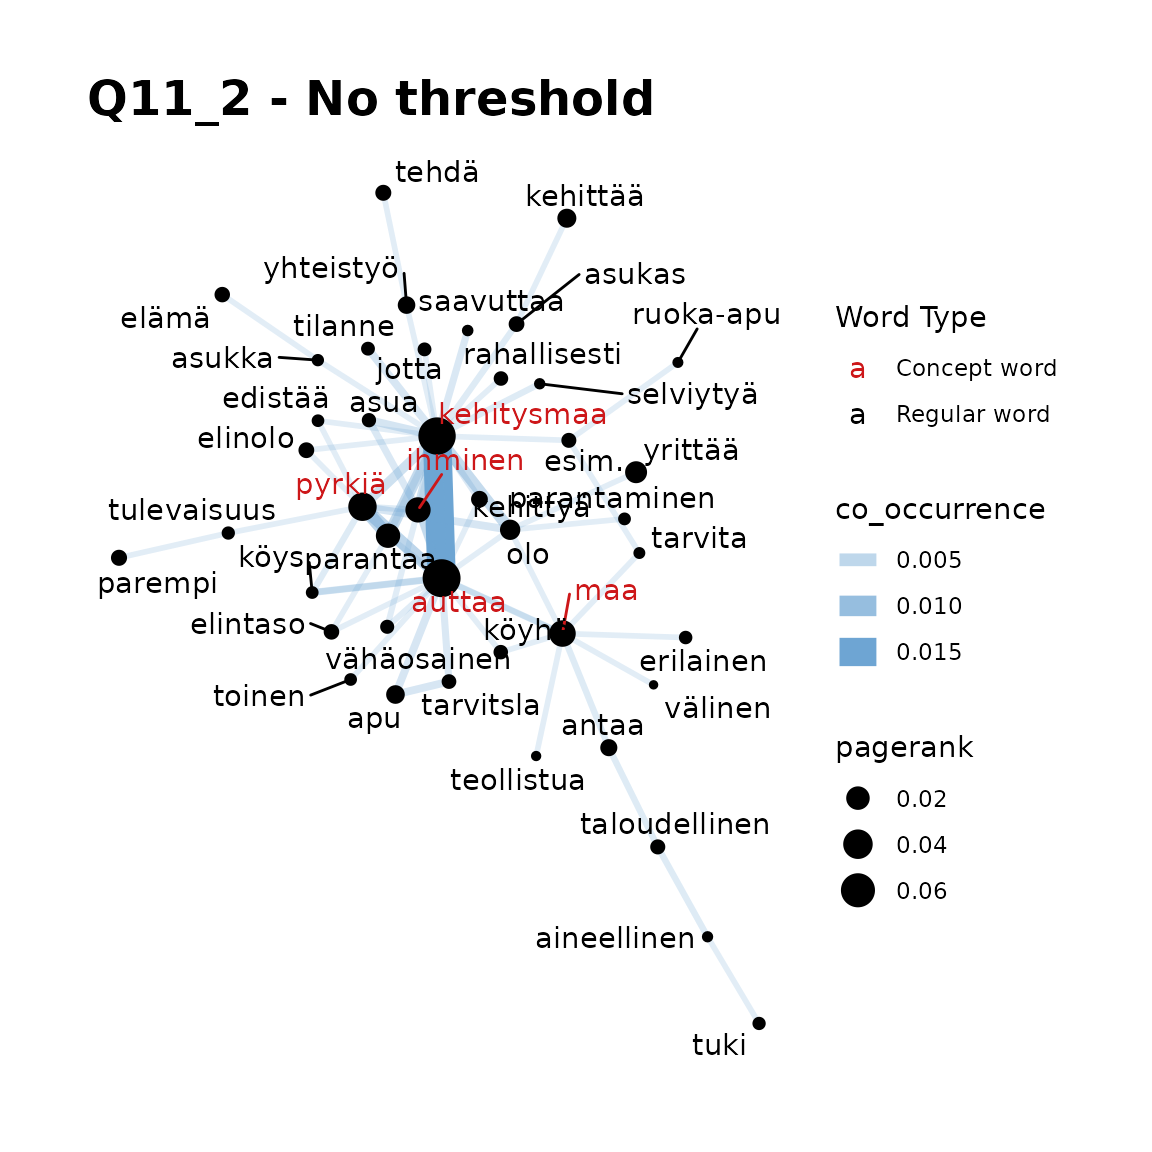 Q11_2 - No threshold
tehdä
kehittää
yhteistyö
asukas
saavuttaa
elämä
ruoka-apu
tilanne
asukka
rahallisesti
jotta
selviytyä
edistää
asua
kehitysmaa
elinolo
yrittää
ihminen
esim.
pyrkiä
parantaminen
kehittyä
tulevaisuus
tarvita
olo
köys
parantaa
parempi
maa
auttaa
elintaso
köyhä
vähäosainen
erilainen
toinen
tarvitsla
välinen
apu
antaa
teollistua
taloudellinen
aineellinen
tuki
Word Type
a Concept word
a Regular word
co_occurrence
0.005
0.010
0.015
pagerank
0.02
0.04
0.06